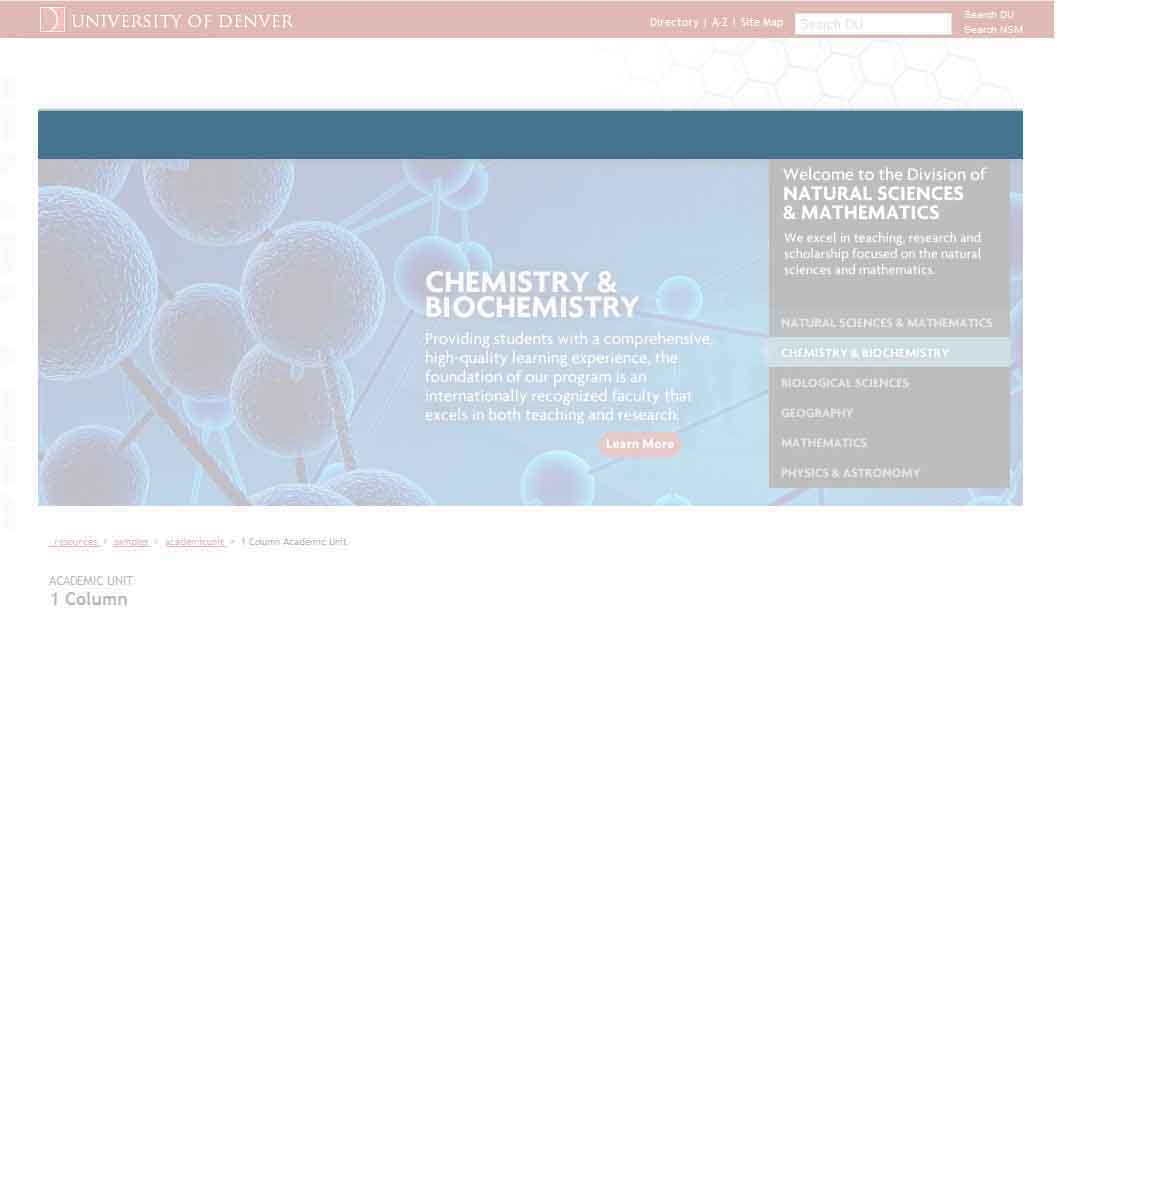 UNIVERSITY OF DENVER
Directory | A-Z | Site Map
Search DU
Search DU
Search NSM
Welcome to the Division of
NATURAL SCIENCES
& MATHEMATICS
We excel in teaching, research and
scholarship focused on the natural
sciences and mathematics.
CHEMISTRY &
BIOCHEMISTRY
Providing students with a comprehensive,
high-quality learning experience, the
foundation of our program is an
internationally recognized faculty that
excels in both teaching and research.
Learn More
NATURAL SCIENCES & MATHEMATICS
CHEMISTRY & BIOCHEMISTRY
BIOLOGICAL SCIENCES
GEOGRAPHY
MATHEMATICS
PHYSICS & ASTRONOMY
_resources > samples > academicunit > 1 Column Academic Unit
ACADEMIC UNIT
1 Column